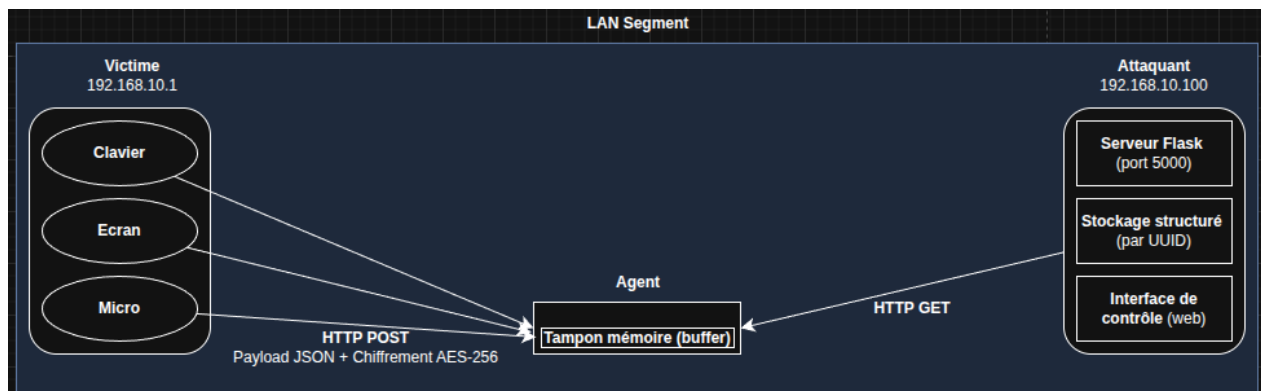 LAN Segment
Victime
192.168.10.1
Clavier
Ecran
Micro
HTTP POST
Payload JSON + Chiffrement AES-256
Agent
Tampon mémoire (buffer)
HTTP GET
Attaquant
192.168.10.100
Serveur Flask
(port 5000)
Stockage structuré
(par UUID)
Interface de
contrôle (web)